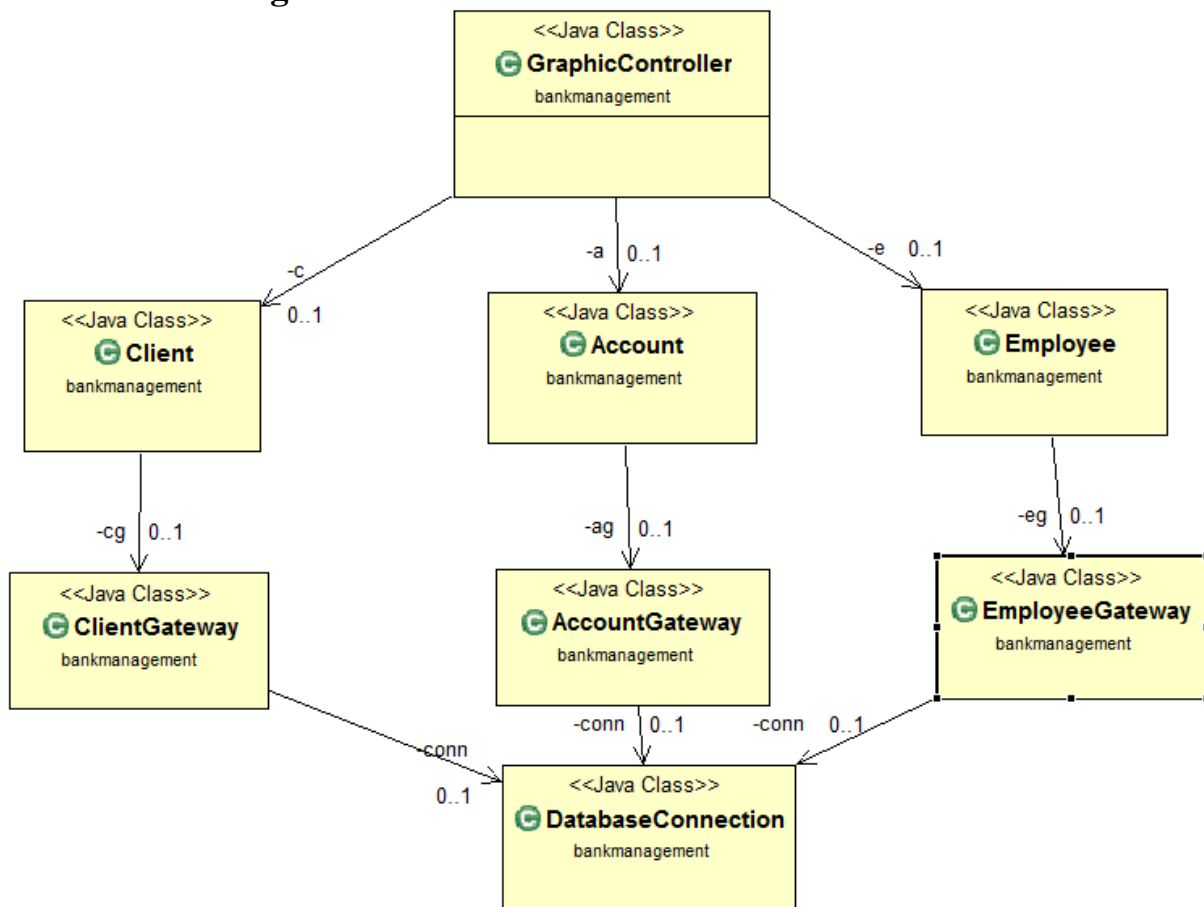 <<Java Class>>
GraphicController
bankmanagement
-c
0..1
-a 0..1
-e 0..1
<<Java Class>>
Client
bankmanagement
<<Java Class>>
Account
bankmanagement
<<Java Class>>
Employee
bankmanagement
-cg 0..1
-ag 0..1
-eg 0..1
<<Java Class>>
ClientGateway
bankmanagement
<<Java Class>>
AccountGateway
bankmanagement
<<Java Class>>
EmployeeGateway
bankmanagement
-conn
0..1
-conn 0..1
-conn 0..1
<<Java Class>>
DatabaseConnection
bankmanagement